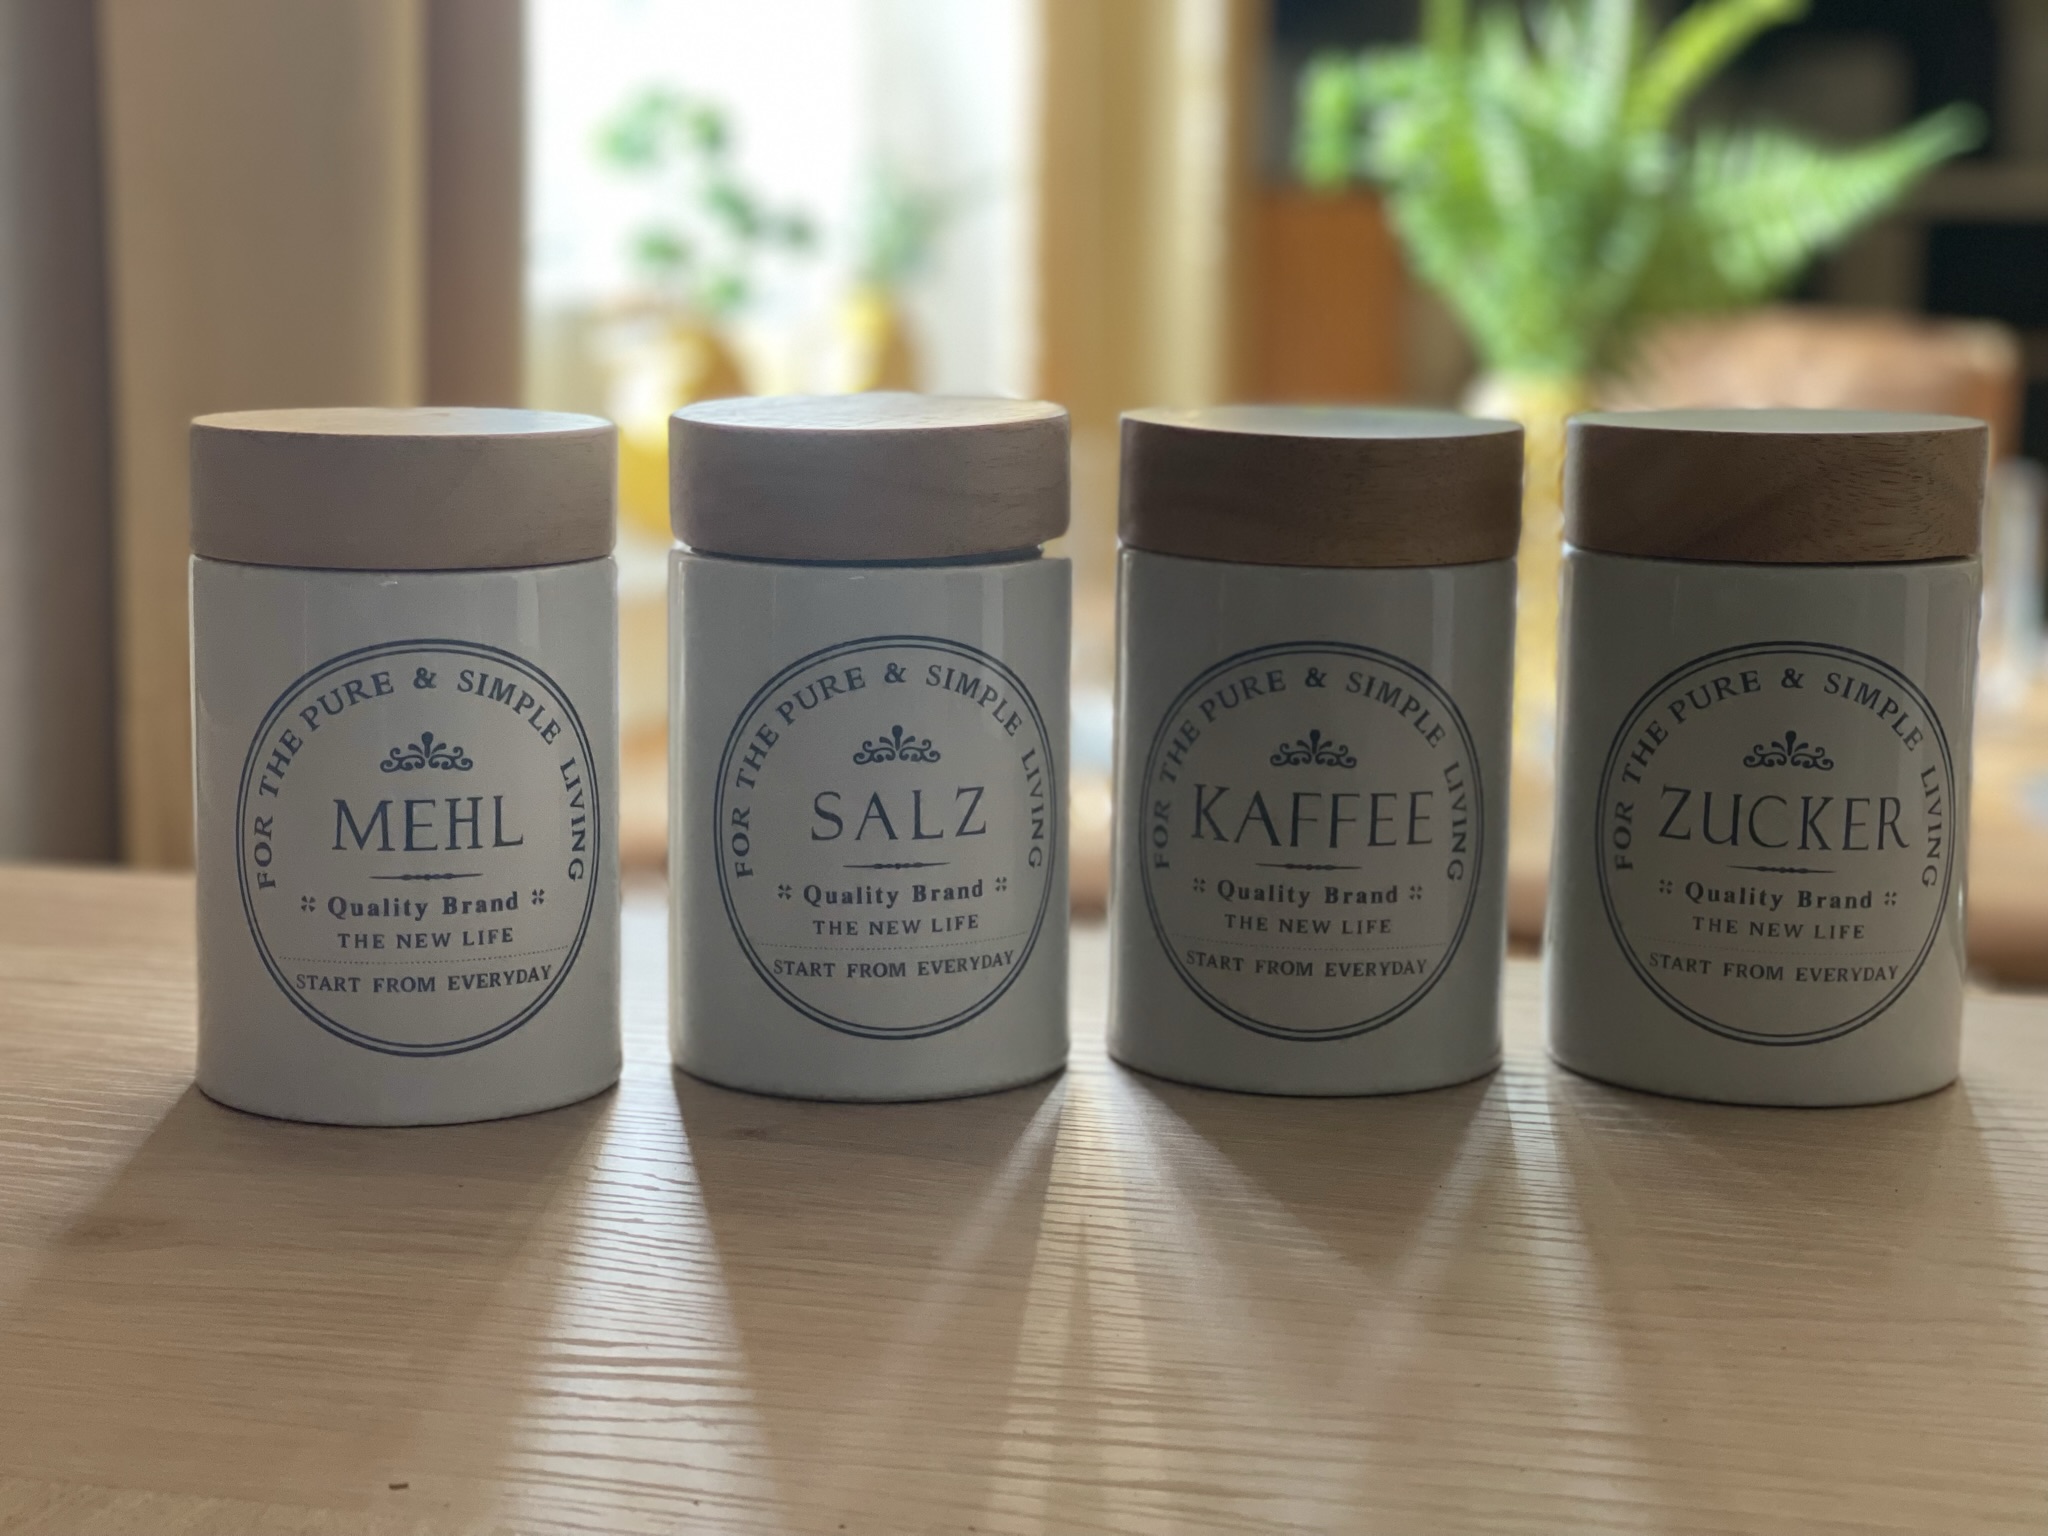 FOR THE PURE & SIMPLE LIVING
MEHL
Quality Brand
THE NEW LIFE
START FROM EVERYDAY
FOR THE PURE & SIMPLE LIVING
SALZ
Quality Brand
THE NEW LIFE
START FROM EVERYDAY
FOR THE PURE & SIMPLE LIVING
KAFFEE
Quality Brand
THE NEW LIFE
START FROM EVERYDAY
FOR THE PURE & SIMPLE LIVING
ZUCKER
Quality Brand
THE NEW LIFE
START FROM EVERYDAY